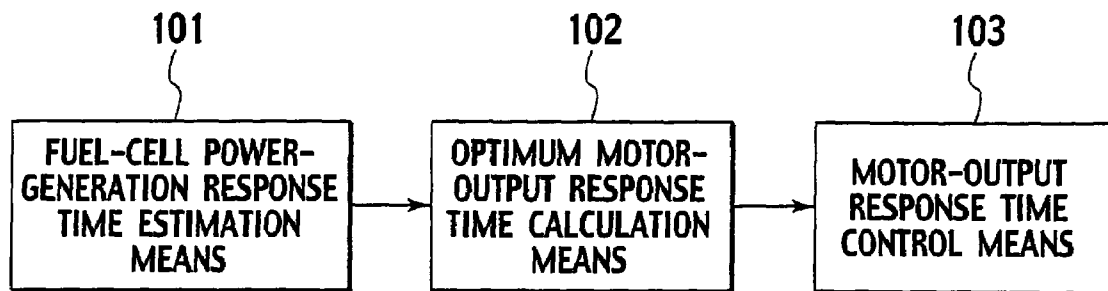 101
102
103
FUEL-CELL POWER-
GENERATION RESPONSE
TIME ESTIMATION
MEANS
OPTIMUM MOTOR-
OUTPUT RESPONSE
TIME CALCULATION
MEANS
MOTOR-OUTPUT
RESPONSE TIME
CONTROL MEANS